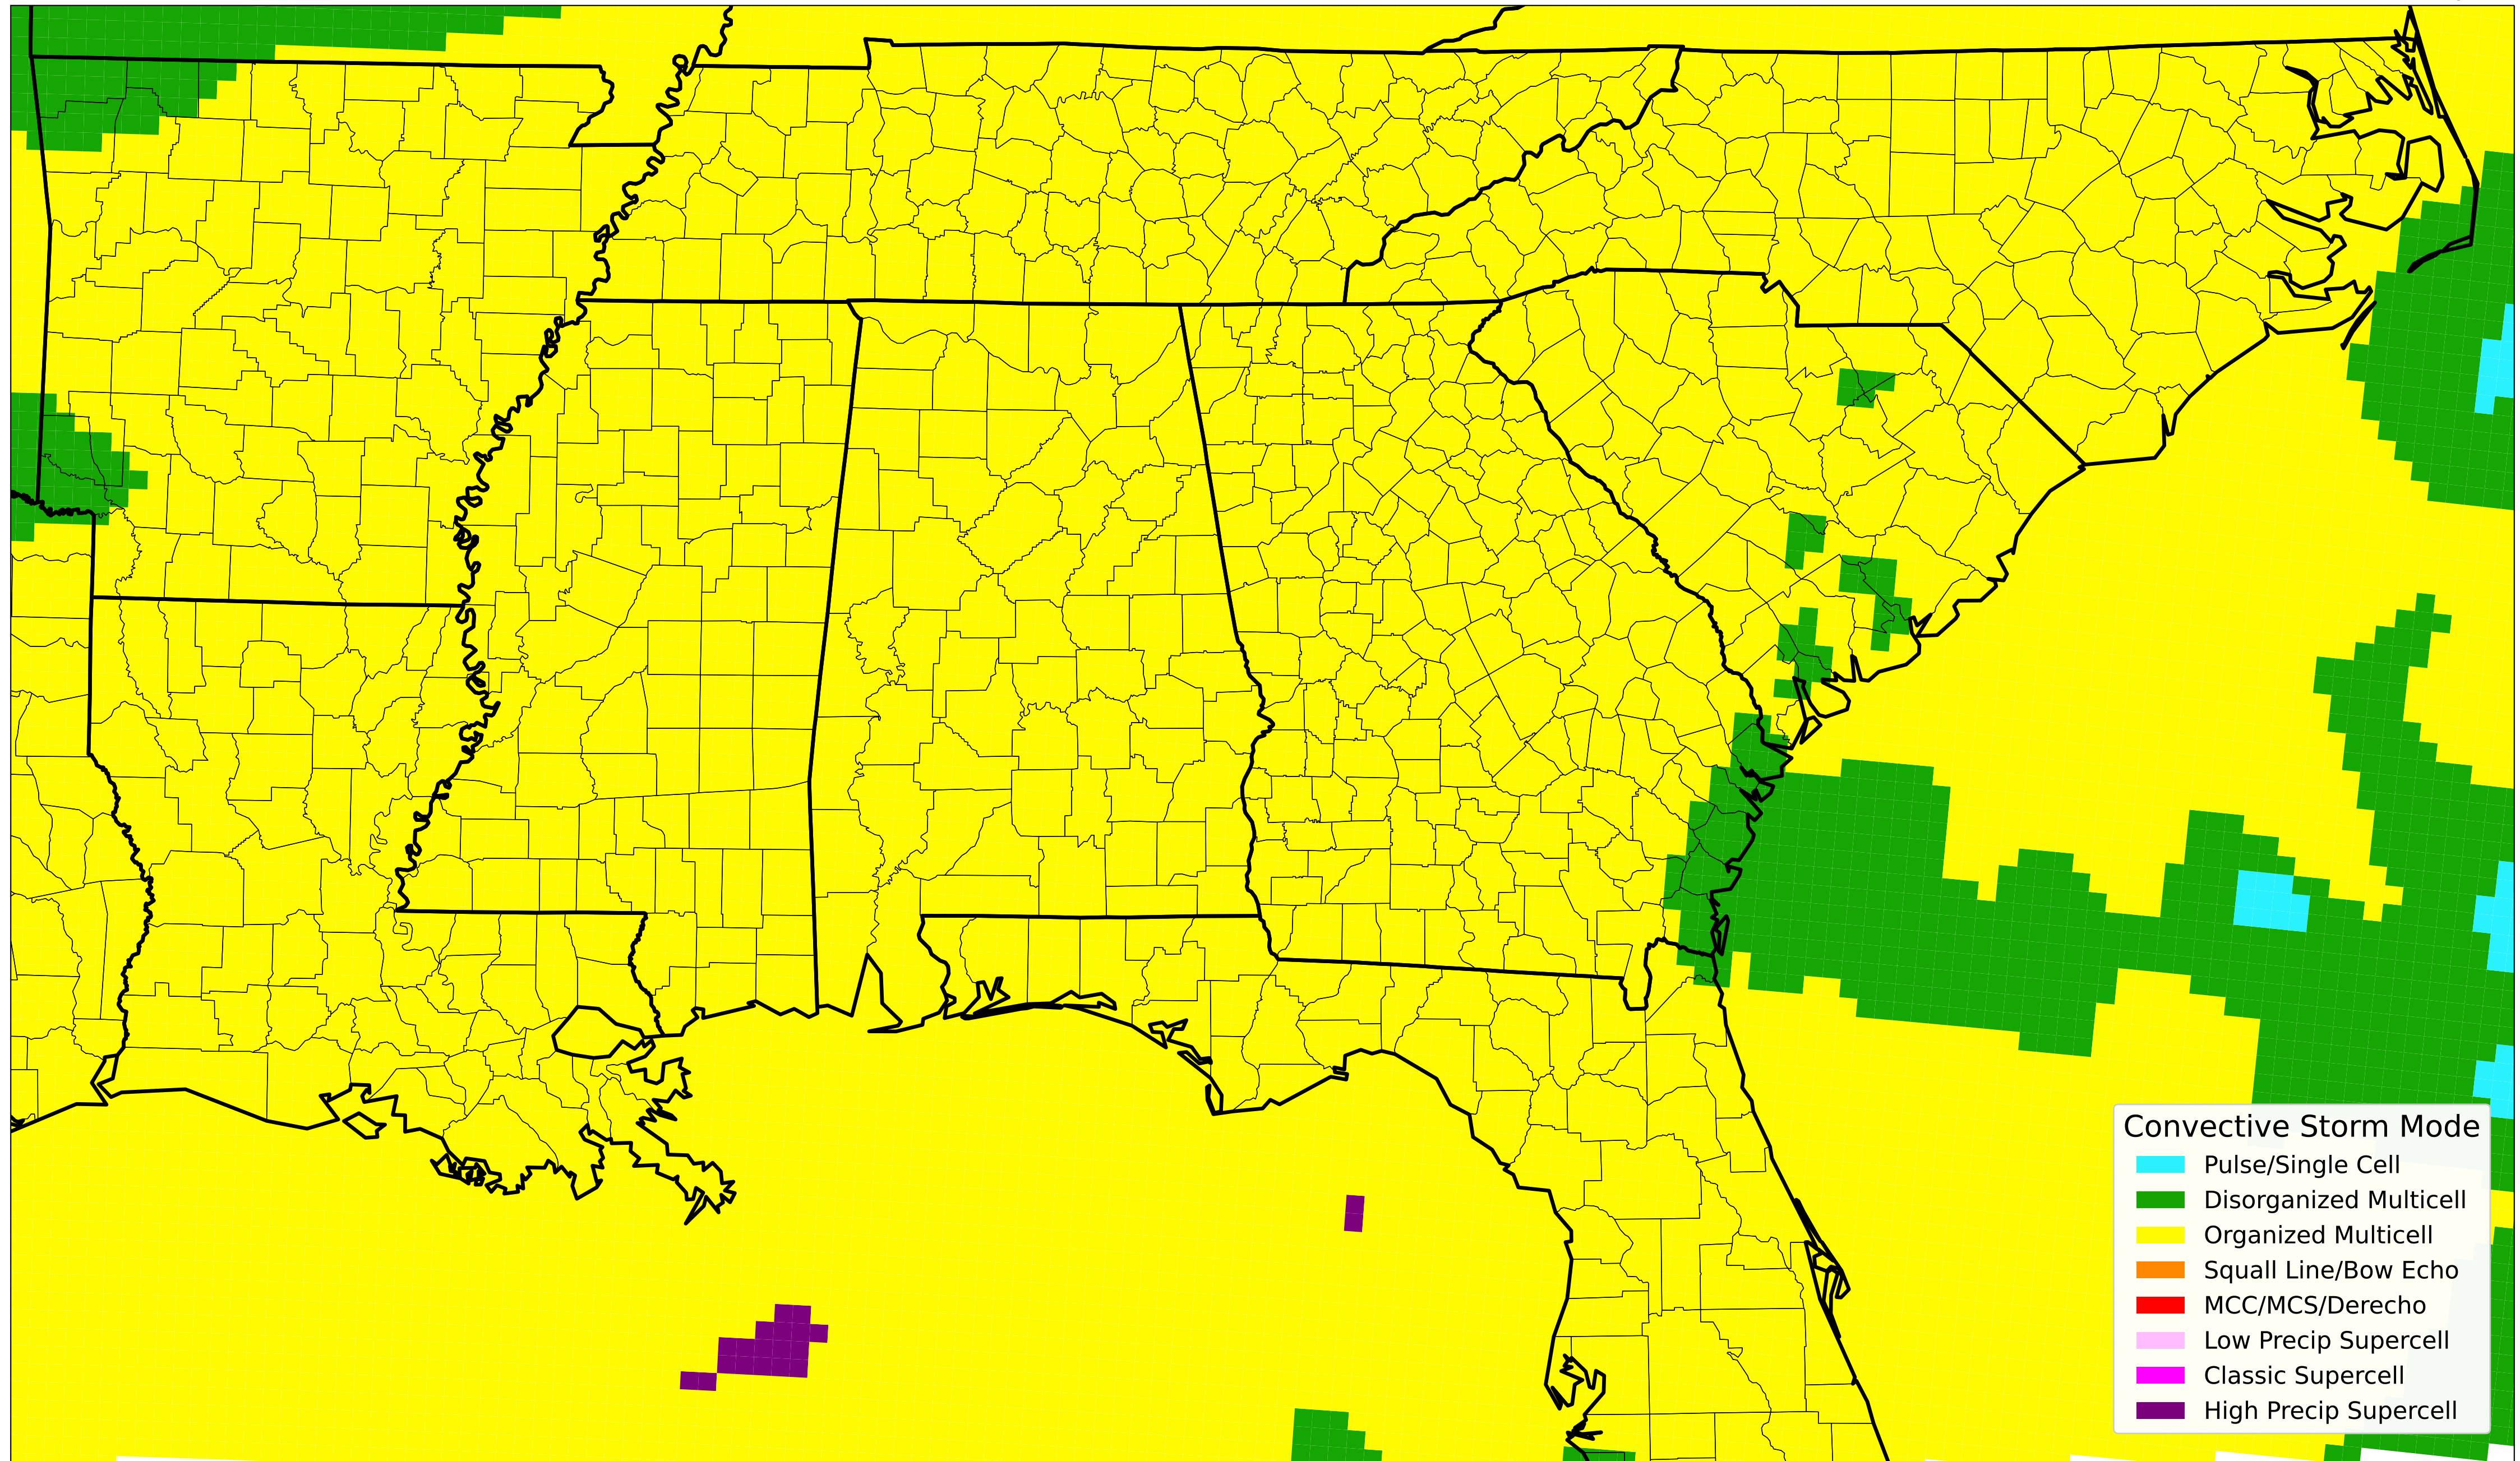 Convective Storm Mode
Pulse/Single Cell
Disorganized Multicell
Organized Multicell
Squall Line/Bow Echo
MCC/MCS/Derecho
Low Precip Supercell
Classic Supercell
High Precip Supercell